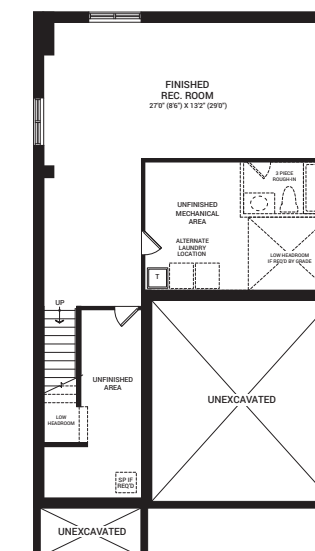 FINISHED
REC. ROOM
27'0" (8'6") X 13'2" (29'0")
3 PIECE
ROUGH-IN
UNFINISHED
MECHANICAL
AREA
ALTERNATE
LAUNDRY
LOCATION
LOW HEADROOM
IF REQ'D BY GRADE
T
UP
UNFINISHED
AREA
UNEXCAVATED
LOW
HEADROOM
SP IF
REQ'D
UNEXCAVATED